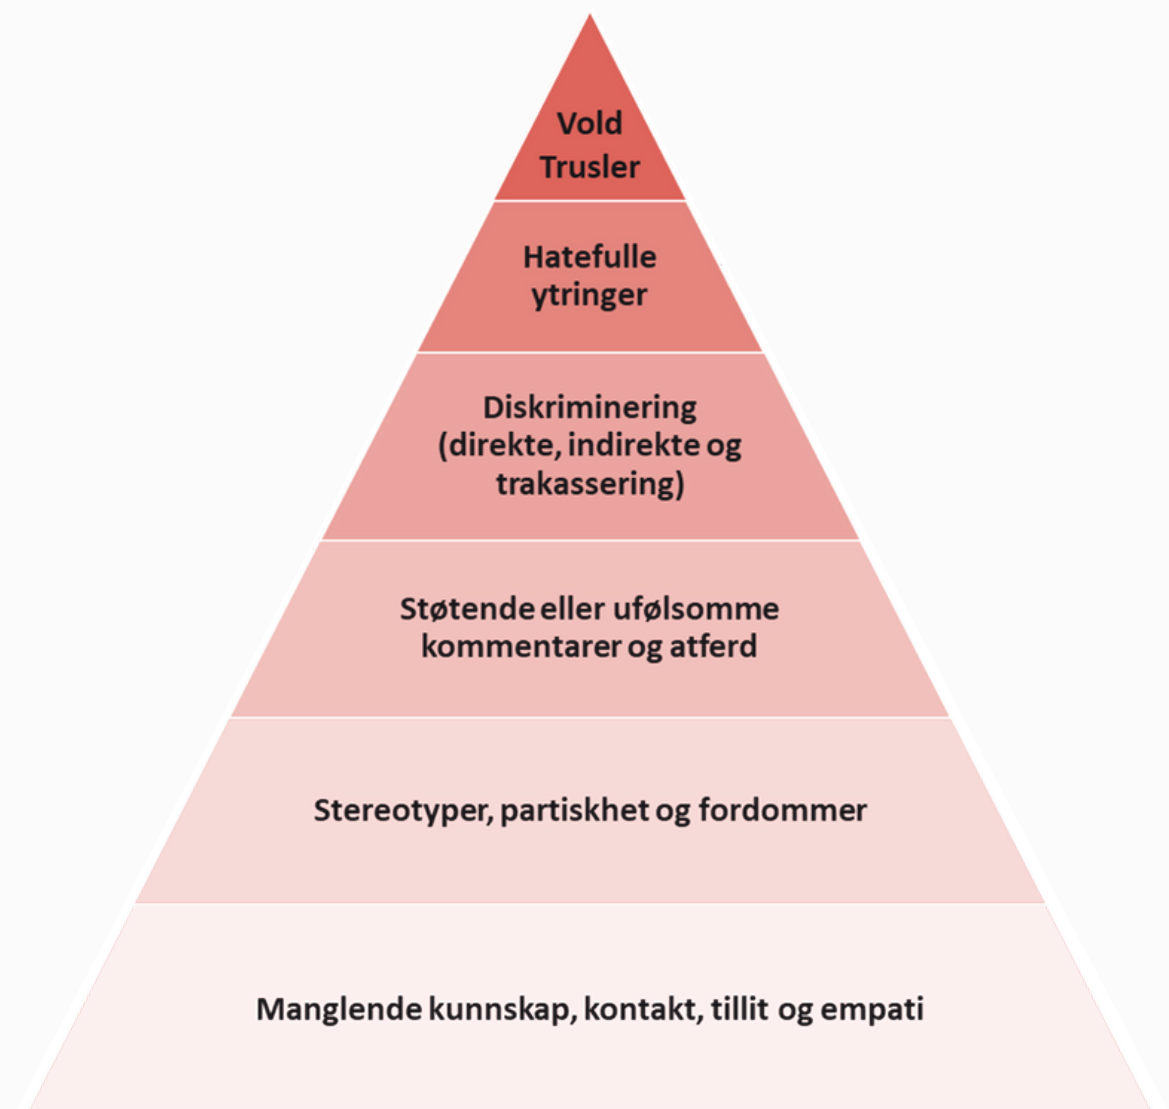 Vold
Trusler
Hatefulle
ytringer
Diskriminering
(direkte, indirekte og
trakassering)
Støtende eller ufølsomme
kommentarer og atferd
Stereotyper, partiskhet og fordommer
Manglende kunnskap, kontakt, tillit og empati